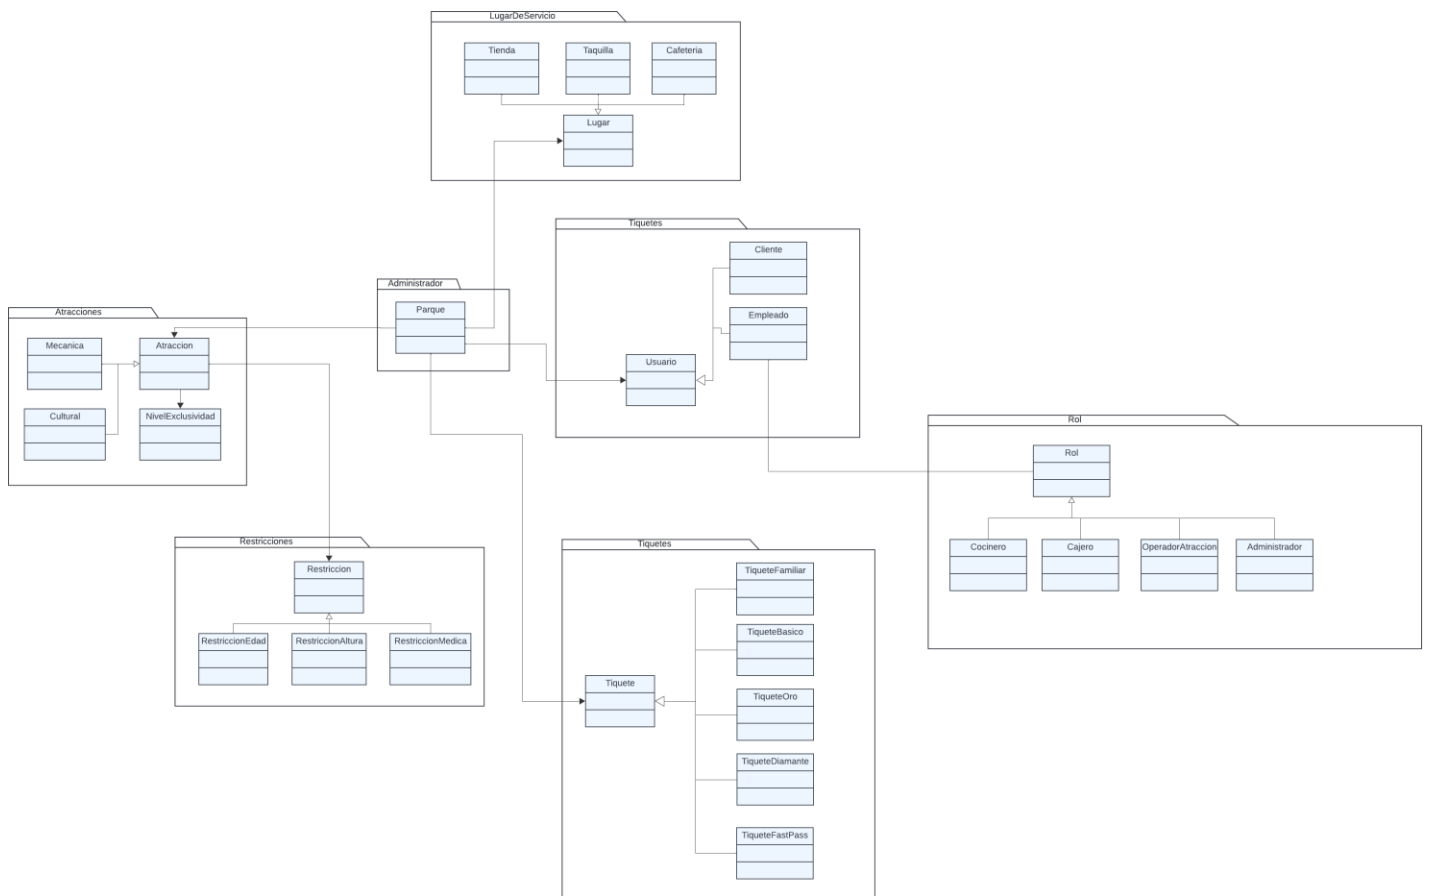 LugarDeServicio
Tienda
Taquilla
Cafeteria
Lugar
Tiquetes
Cliente
Empleado
Usuario
Administrador
Parque
Atracciones
Mecanica
Atraccion
Cultural
NivelExclusividad
Rol
Rol
Cocinero
Cajero
OperadorAtraccion
Administrador
Restricciones
Restriccion
RestriccionEdad
RestriccionAltura
RestriccionMedica
Tiquetes
TiqueteFamiliar
TiqueteBasico
Tiquete
TiqueteOro
TiqueteDiamante
TiqueteFastPass